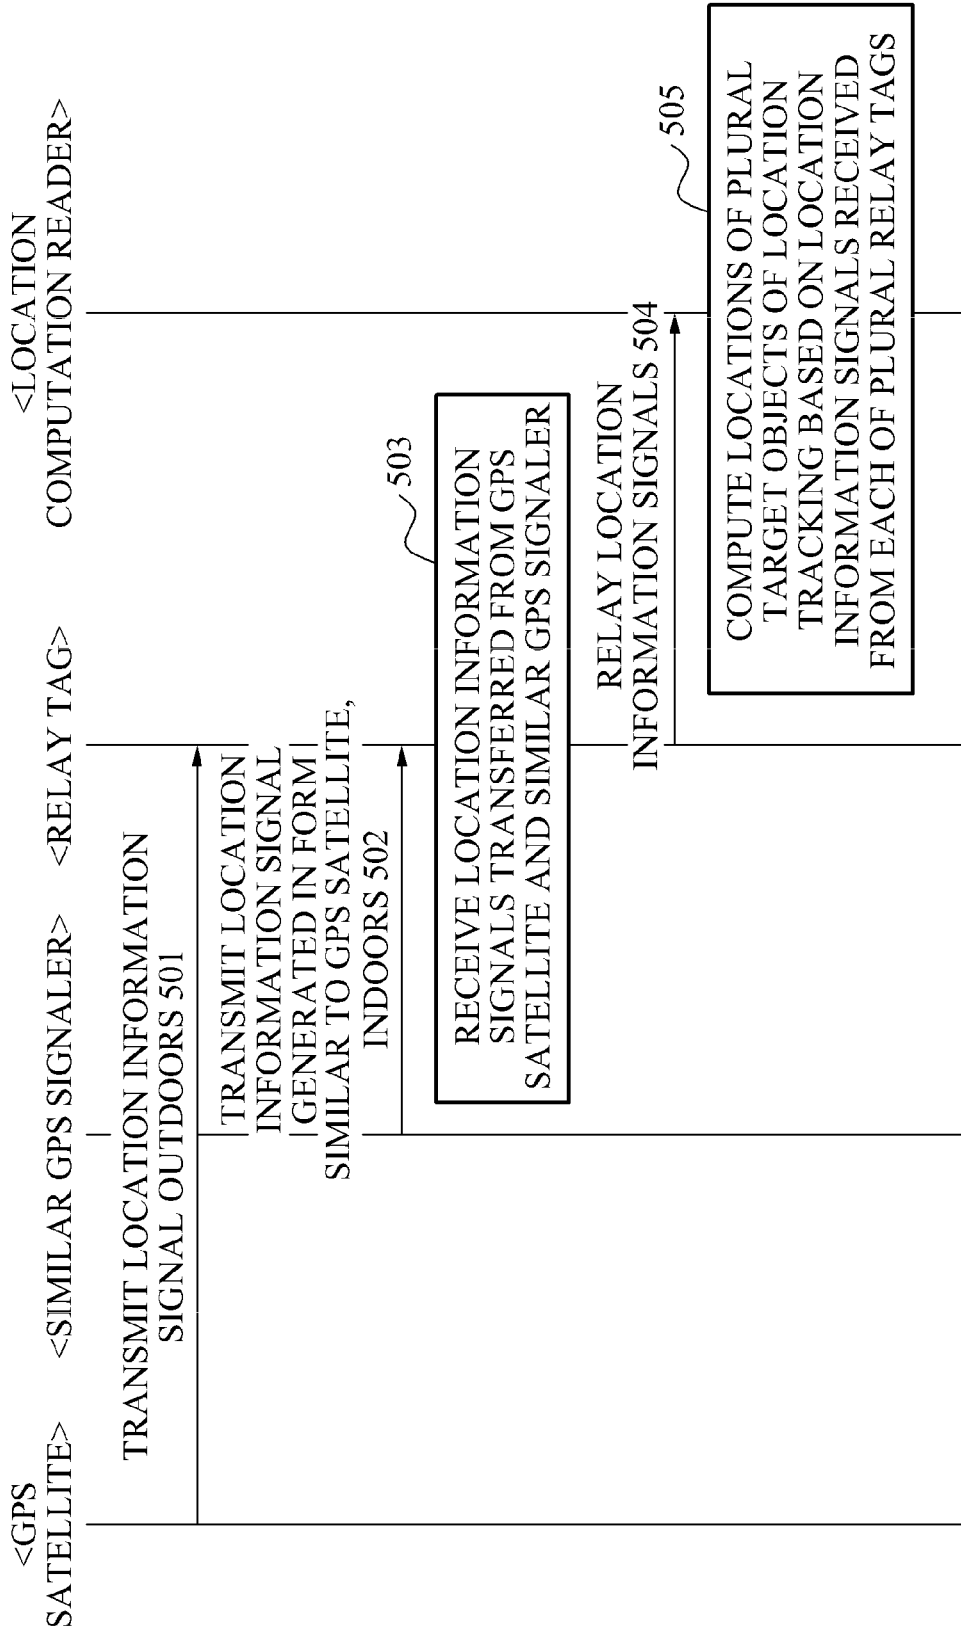 <GPS
SATELLITE>
<SIMILAR GPS SIGNALER>
<RELAY TAG>
<LOCATION
COMPUTATION READER>
TRANSMIT LOCATION INFORMATION
SIGNAL OUTDOORS 501
TRANSMIT LOCATION
INFORMATION SIGNAL
GENERATED IN FORM
SIMILAR TO GPS SATELLITE,
INDOORS 502
503
RECEIVE LOCATION INFORMATION
SIGNALS TRANSFERRED FROM GPS
SATELLITE AND SIMILAR GPS SIGNALER
RELAY LOCATION
INFORMATION SIGNALS 504
505
COMPUTE LOCATIONS OF PLURAL
TARGET OBJECTS OF LOCATION
TRACKING BASED ON LOCATION
INFORMATION SIGNALS RECEIVED
FROM EACH OF PLURAL RELAY TAGS